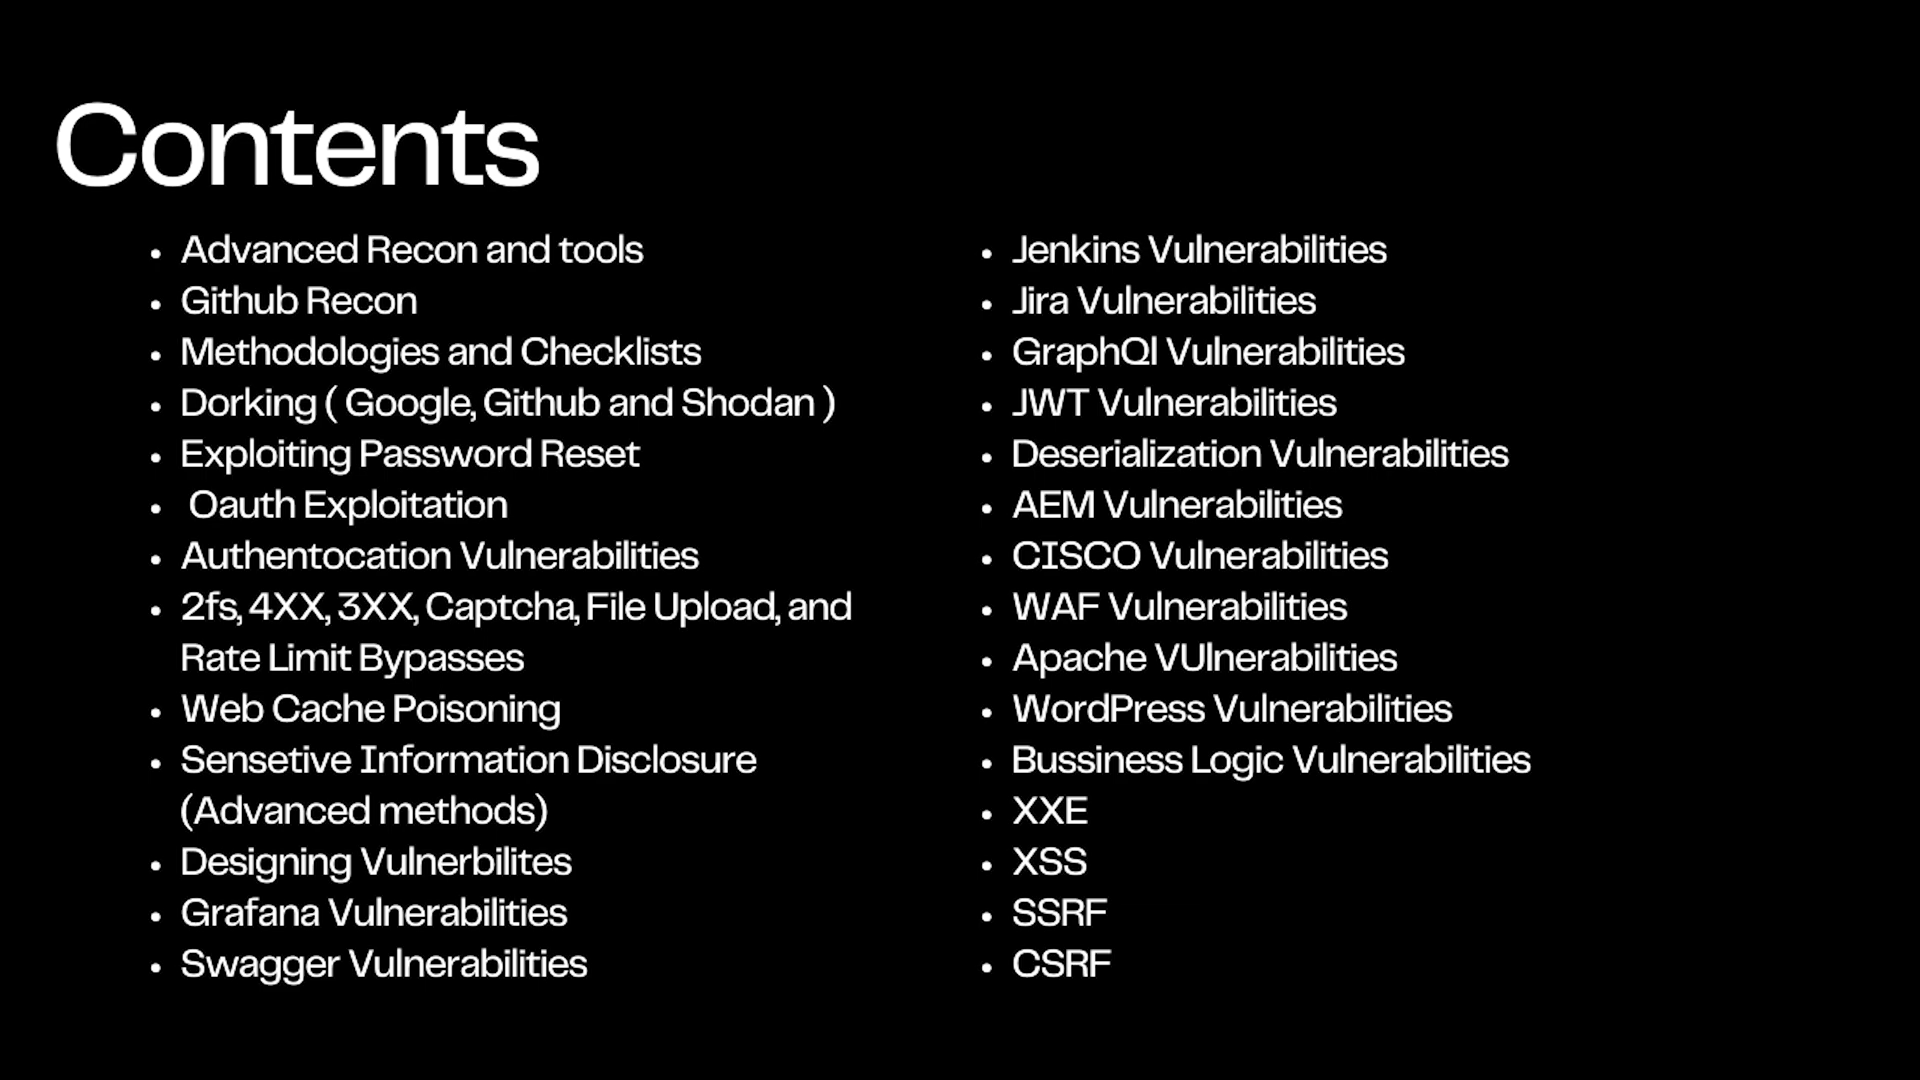 Contents
• Advanced Recon and tools
• Github Recon
• Methodologies and Checklists
• Dorking ( Google, Github and Shodan )
• Exploiting Password Reset
• Oauth Exploitation
• Authentocation Vulnerabilities
• 2fs, 4XX, 3XX, Captcha, File Upload, and
Rate Limit Bypasses
• Web Cache Poisoning
• Sensetive Information Disclosure
(Advanced methods)
• Designing Vulnerbilites
• Grafana Vulnerabilities
• Swagger Vulnerabilities
• Jenkins Vulnerabilities
• Jira Vulnerabilities
• GraphQl Vulnerabilities
• JWT Vulnerabilities
• Deserialization Vulnerabilities
• AEM Vulnerabilities
• CISCO Vulnerabilities
• WAF Vulnerabilities
• Apache VUlnerabilities
• WordPress Vulnerabilities
• Bussiness Logic Vulnerabilities
• XXE
• XSS
• SSRF
• CSRF